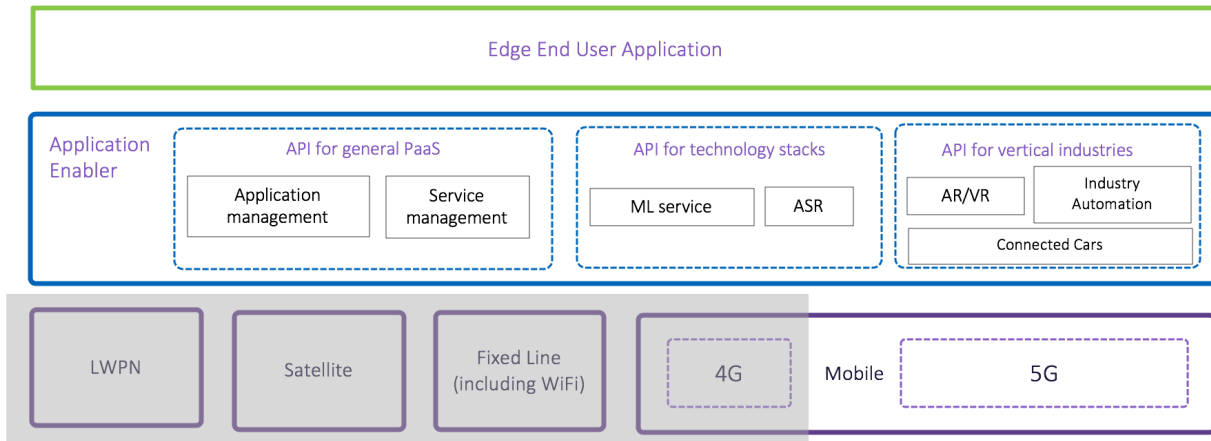 Edge End User Application
Application
Enabler
API for general PaaS
Application
management
Service
management
API for technology stacks
ML service
ASR
API for vertical industries
AR/VR
Industry
Automation
Connected Cars
LWPN
Satellite
Fixed Line
(including WiFi)
4G
Mobile
5G